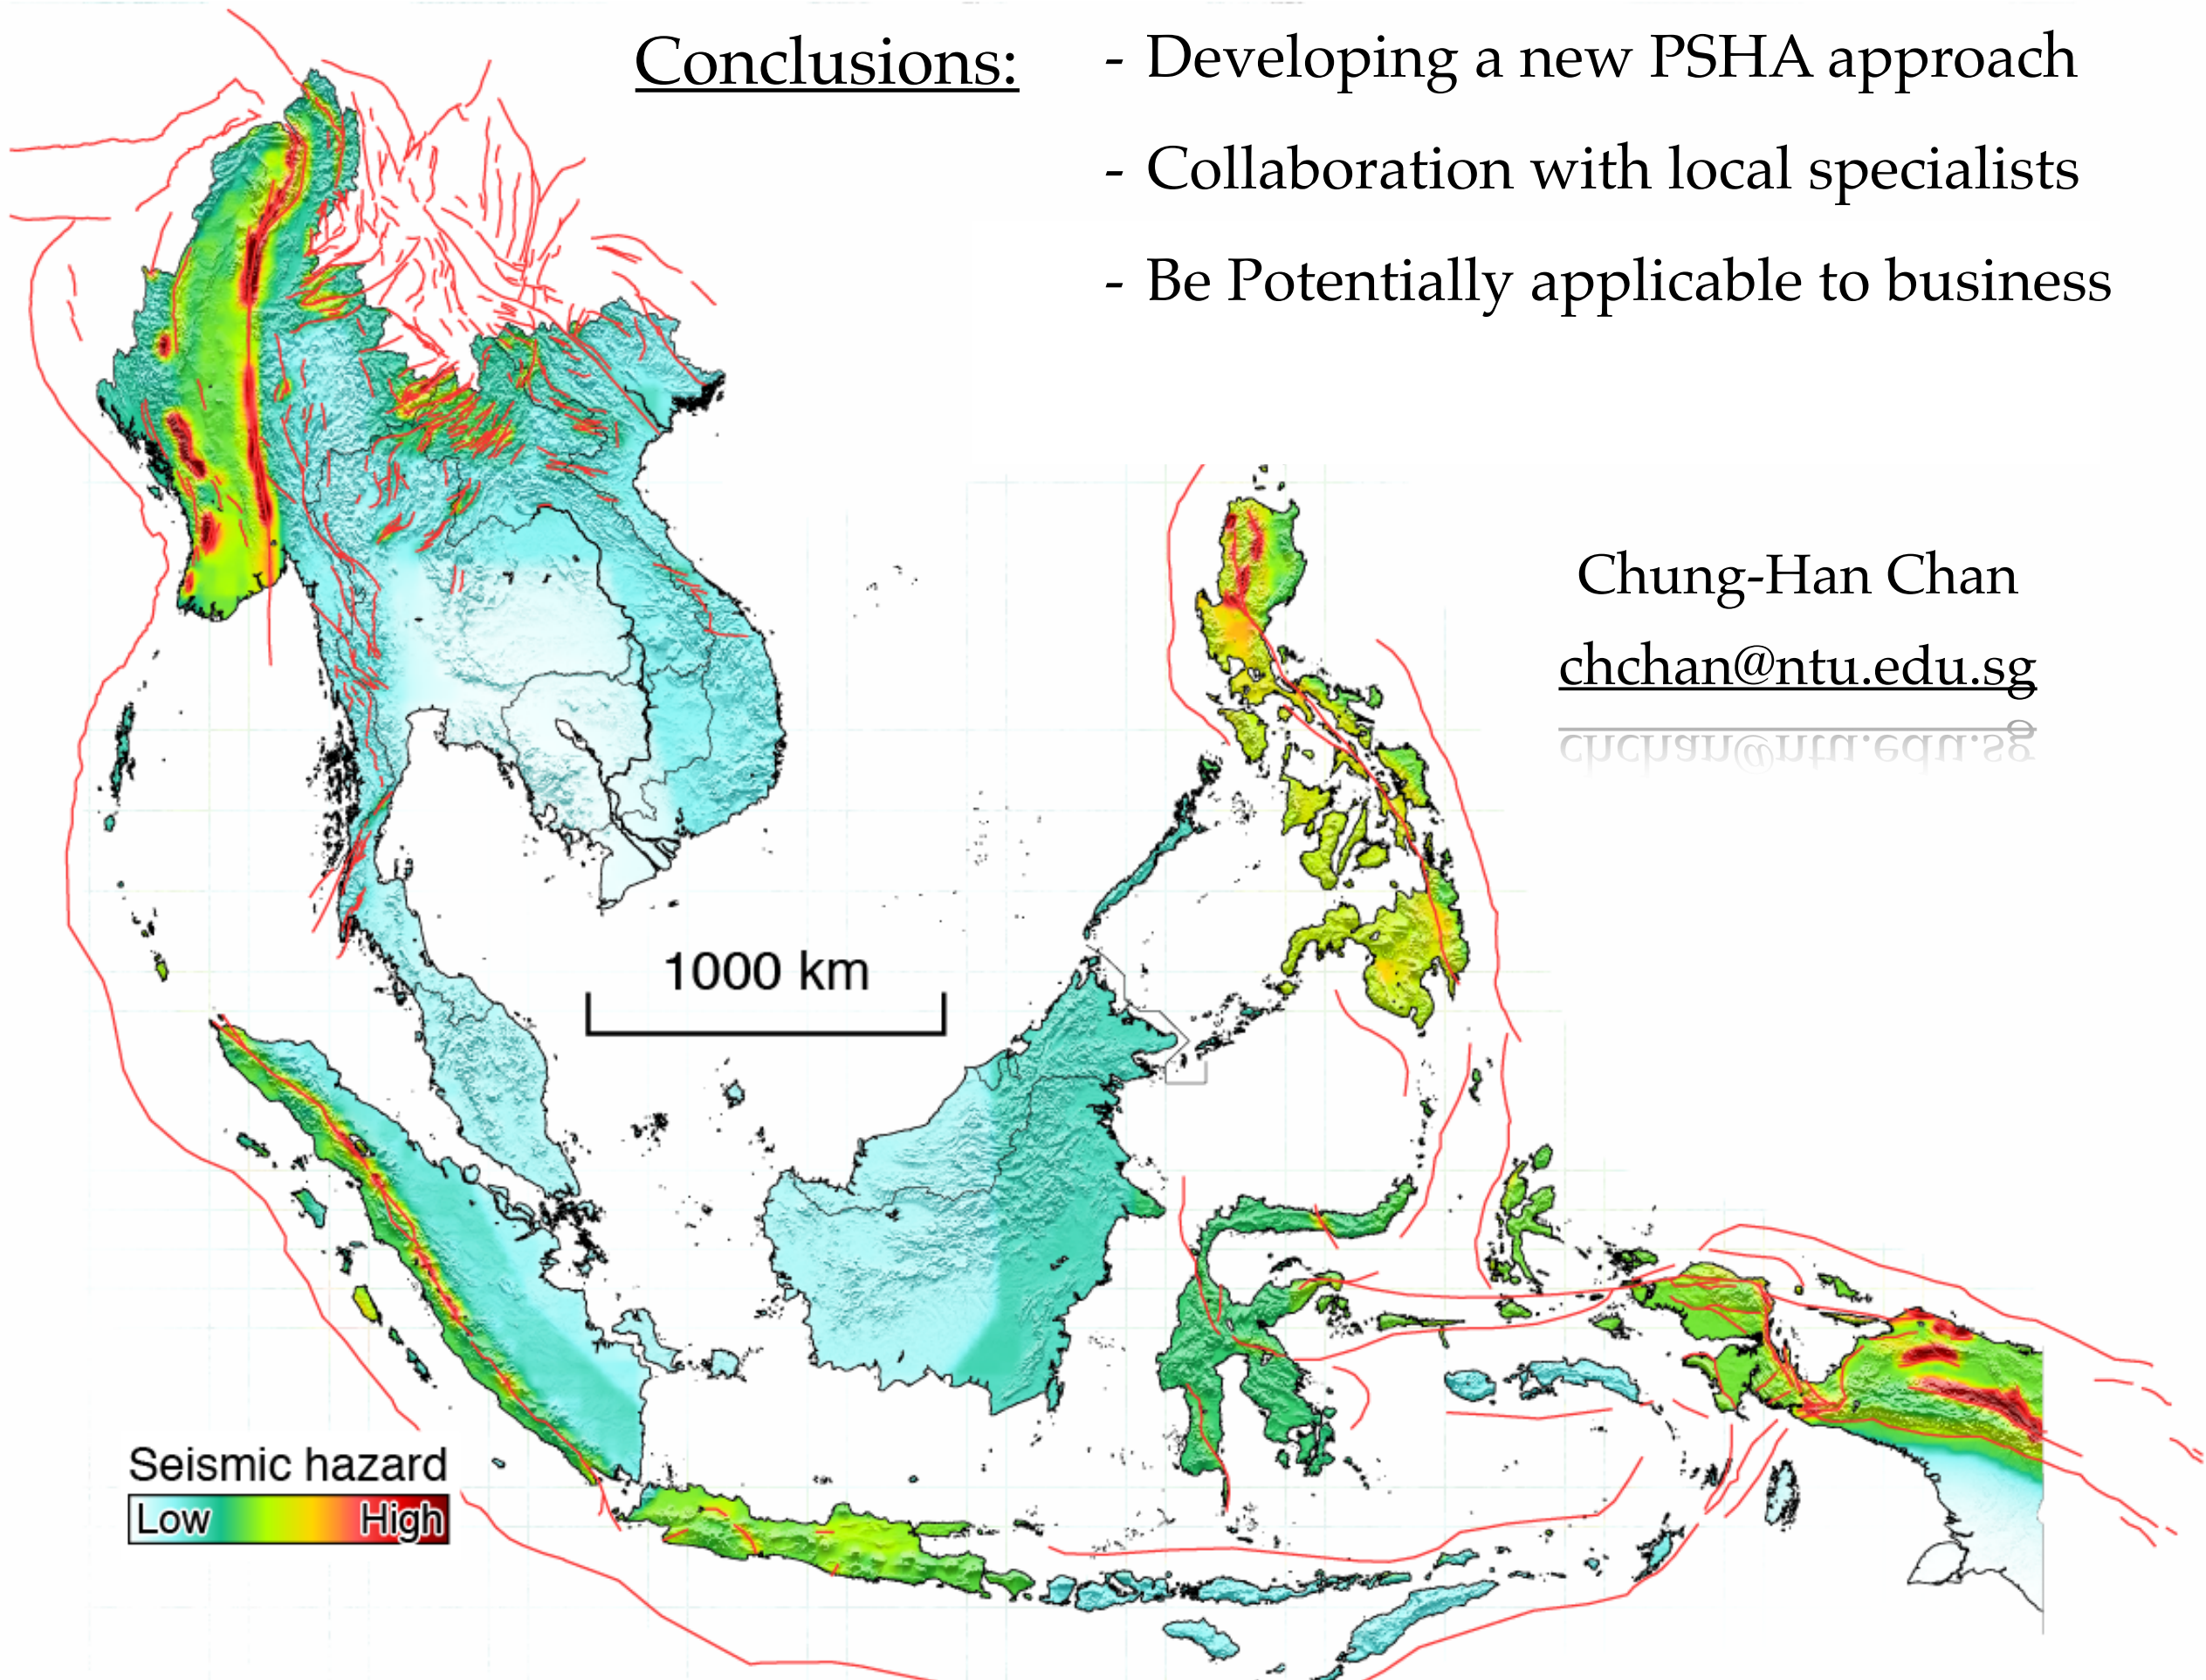 Conclusions:
- Developing a new PSHA approach
- Collaboration with local specialists
- Be Potentially applicable to business
Chung-Han Chan
chchan@ntu.edu.sg
1000 km
Seismic hazard
Low High